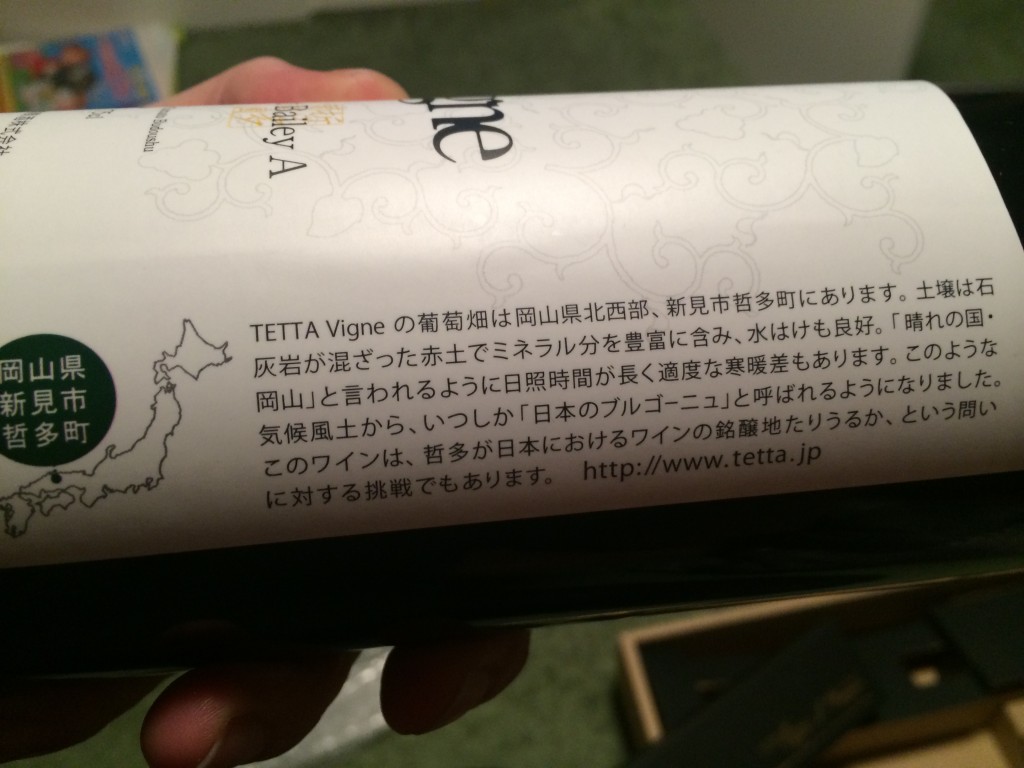 gne
Bailey A
株式会社
岡山県
新見市
哲多町
TETTA Vigne の葡萄畑は岡山県北西部、新見市哲多町にあります。土壌は石
灰岩が混ざった赤土でミネラル分を豊富に含み、水はけも良好。「晴れの国・
岡山」と言われるように日照時間が長く適度な寒暖差もあります。このような
気候風土から、いつしか「日本のブルゴーニュ」と呼ばれるようになりました。
このワインは、哲多が日本におけるワインの銘醸地たりうるか、という問い
に対する挑戦でもあります。 http://www.tetta.jp